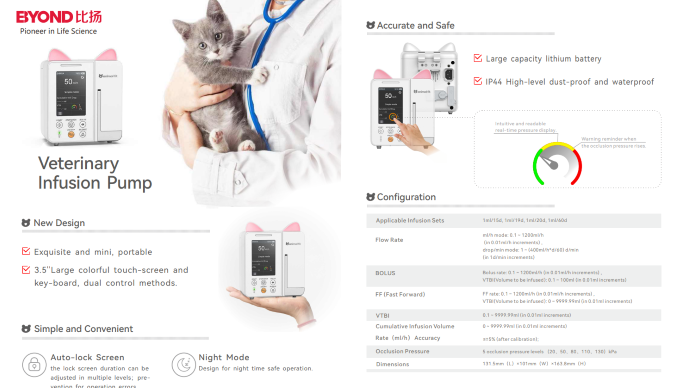 BYOND比扬
Pioneer in Life Science
Veterinary
Infusion Pump
New Design
Exquisite and mini, portable
3.5''Large colorful touch-screen and
key-board, dual control methods.
Simple and Convenient
Auto-lock Screen
the lock screen duration can be
adjusted in multiple levels; pre-
vention for operation errors
Night Mode
Design for night time safe operation.
Accurate and Safe
Large capacity lithium battery
IP44 High-level dust-proof and waterproof
Intuitive and readable
real-time pressure display
Warning reminder when
the occlusion pressure rises.
Configuration
Applicable Infusion Sets 1ml/15d, 1ml/19d, 1ml/20d, 1ml/60d
Flow Rate
ml/h mode: 0.1 ~ 1200ml/h
(in 0.01ml/h increments) ,
drop/min mode: 1 ~ (400ml/h*d/60) d/min
(in 1d/min increments)
BOLUS
Bolus rate: 0.1 ~ 1000ml/h (in 0.01ml/h increments) ,
VTBI(Volume to be infused): 0.1 ~ 100ml (in 0.01ml increments)
FF (Fast Forward)
FF rate: 0.1 ~ 1200ml/h (in 0.01ml/h increments) ,
VTBI(Volume to be infused): 0 ~ 9999.99ml (in 0.01ml increments)
VTBI 0.1 ~ 9999.99ml (in 0.01ml increments)
Cumulative Infusion Volume 0 ~ 9999.99ml (in 0.01ml increments)
Rate (ml/h) Accuracy ≤±5% (after calibration);
Occlusion Pressure 5 occlusion pressure levels (20, 50, 80, 110, 130) kPa
Dimensions 131.5mm (L) ×101mm (W) ×163.8mm (H)